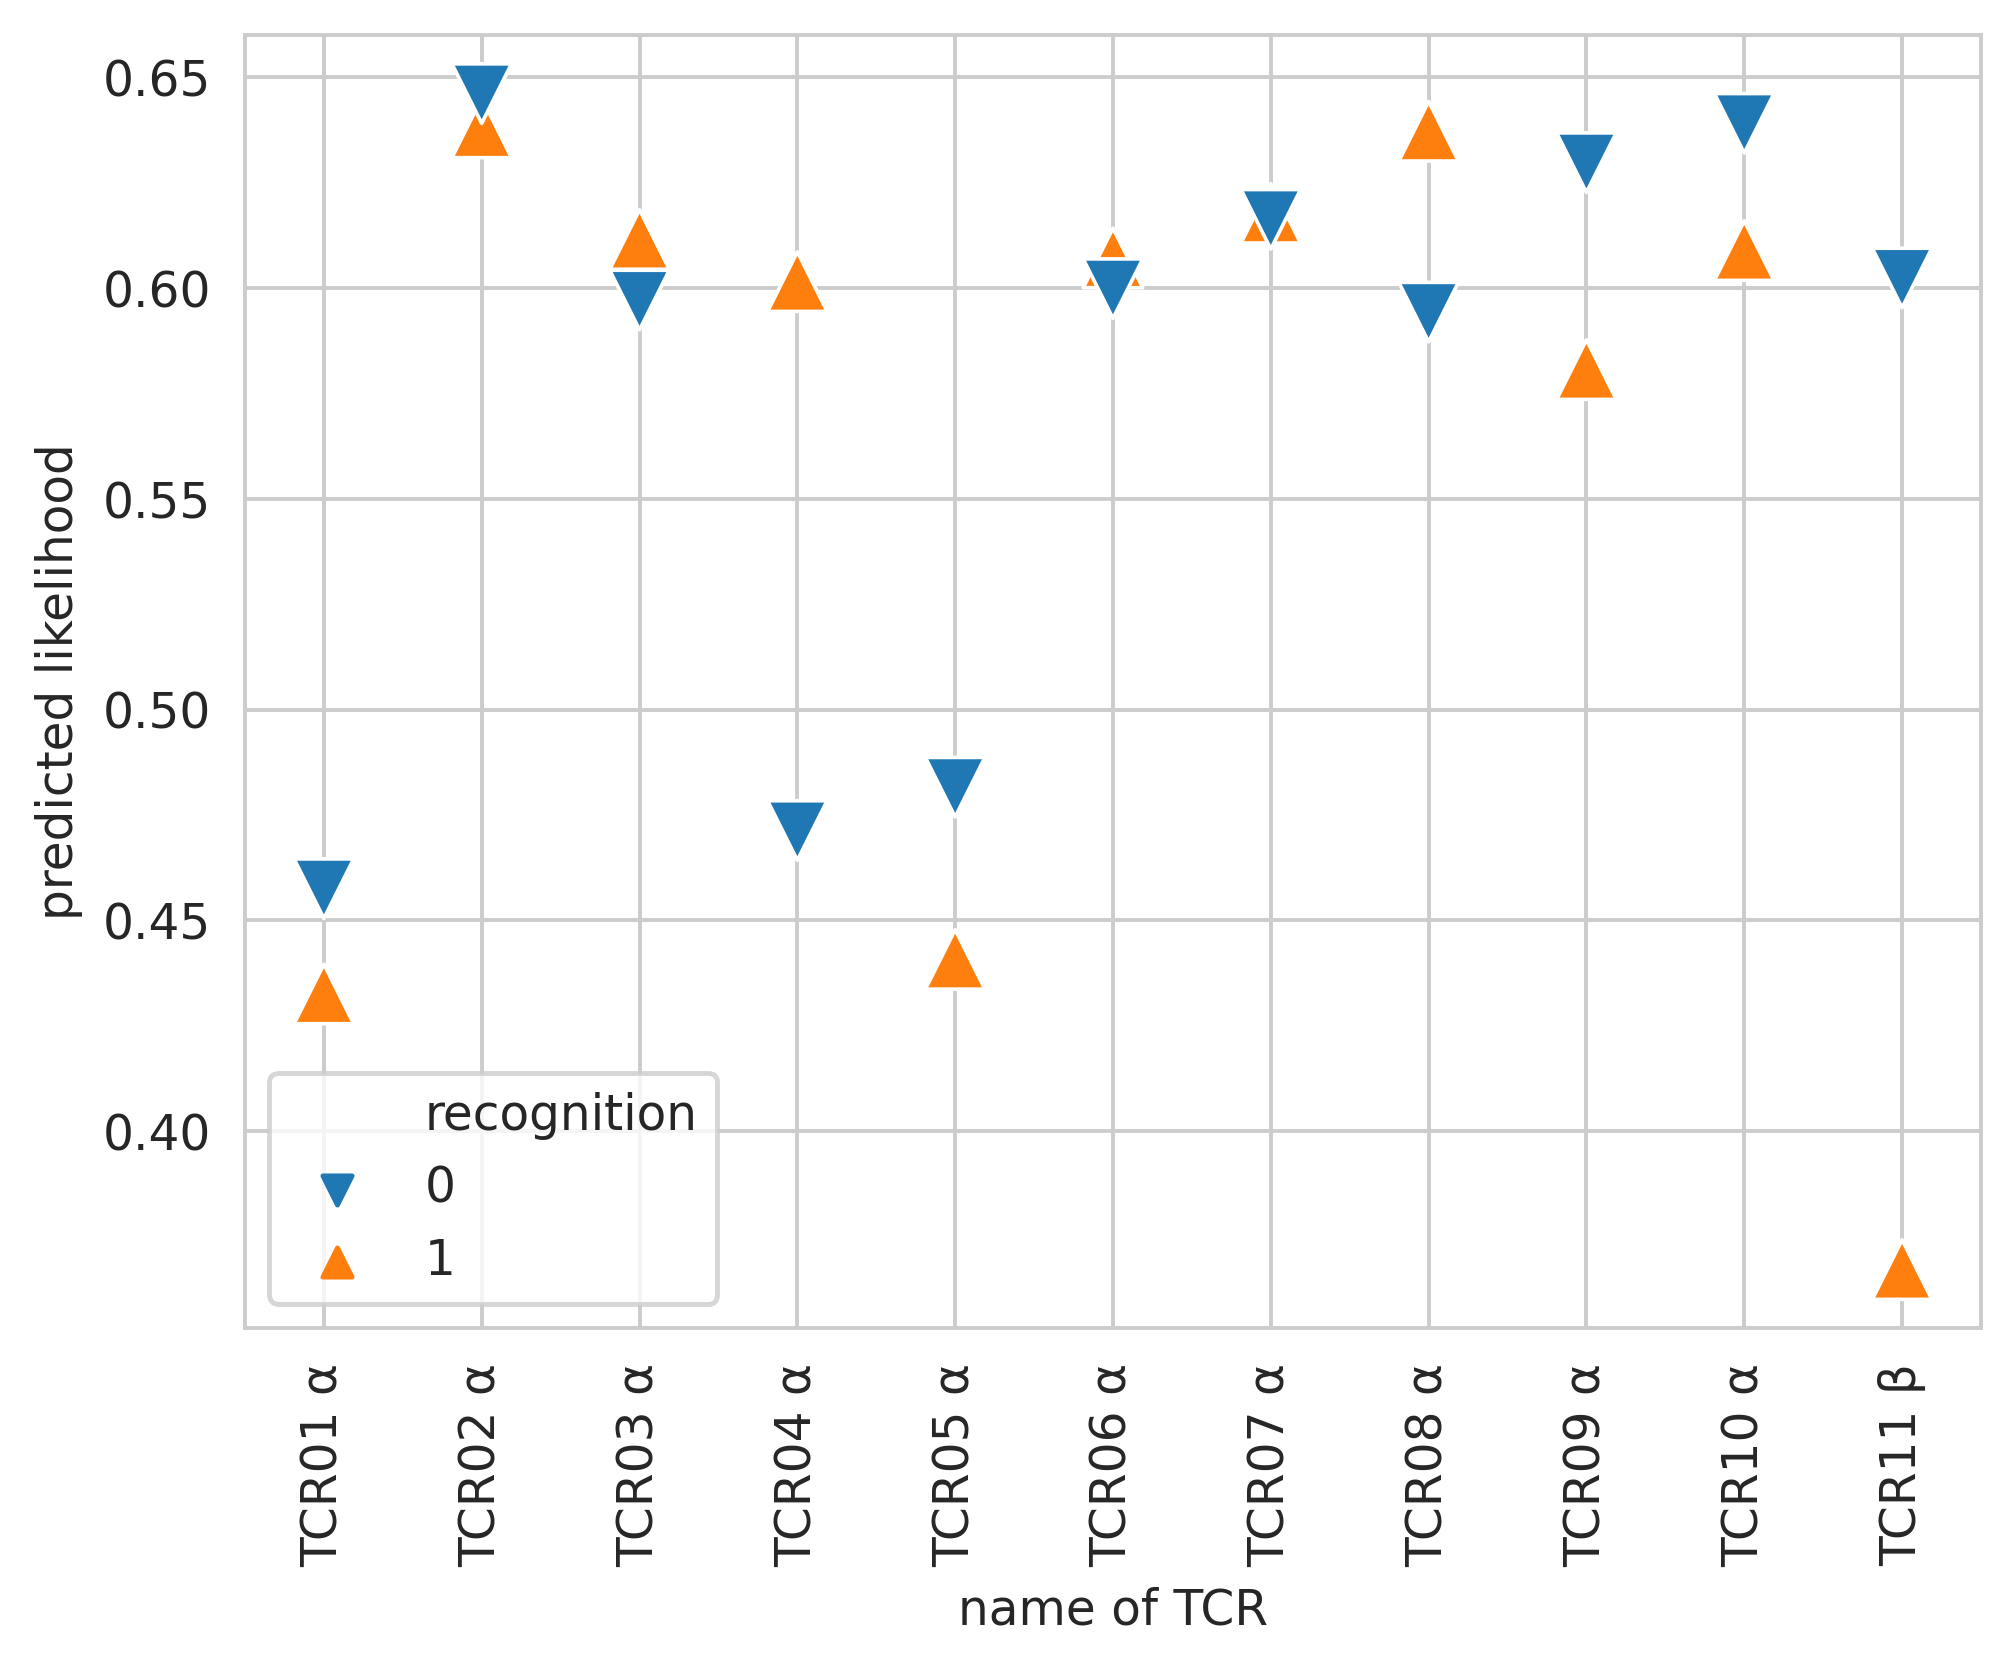 0.65
0.60
0.55
0.50
0.45
0.40
predicted likelihood
recognition
0
1
TCR01 α
TCR02 α
TCR03 α
TCR04 α
TCR05 α
TCR06 α
TCR07 α
TCR08 α
TCR09 α
TCR10 α
TCR11 β
name of TCR